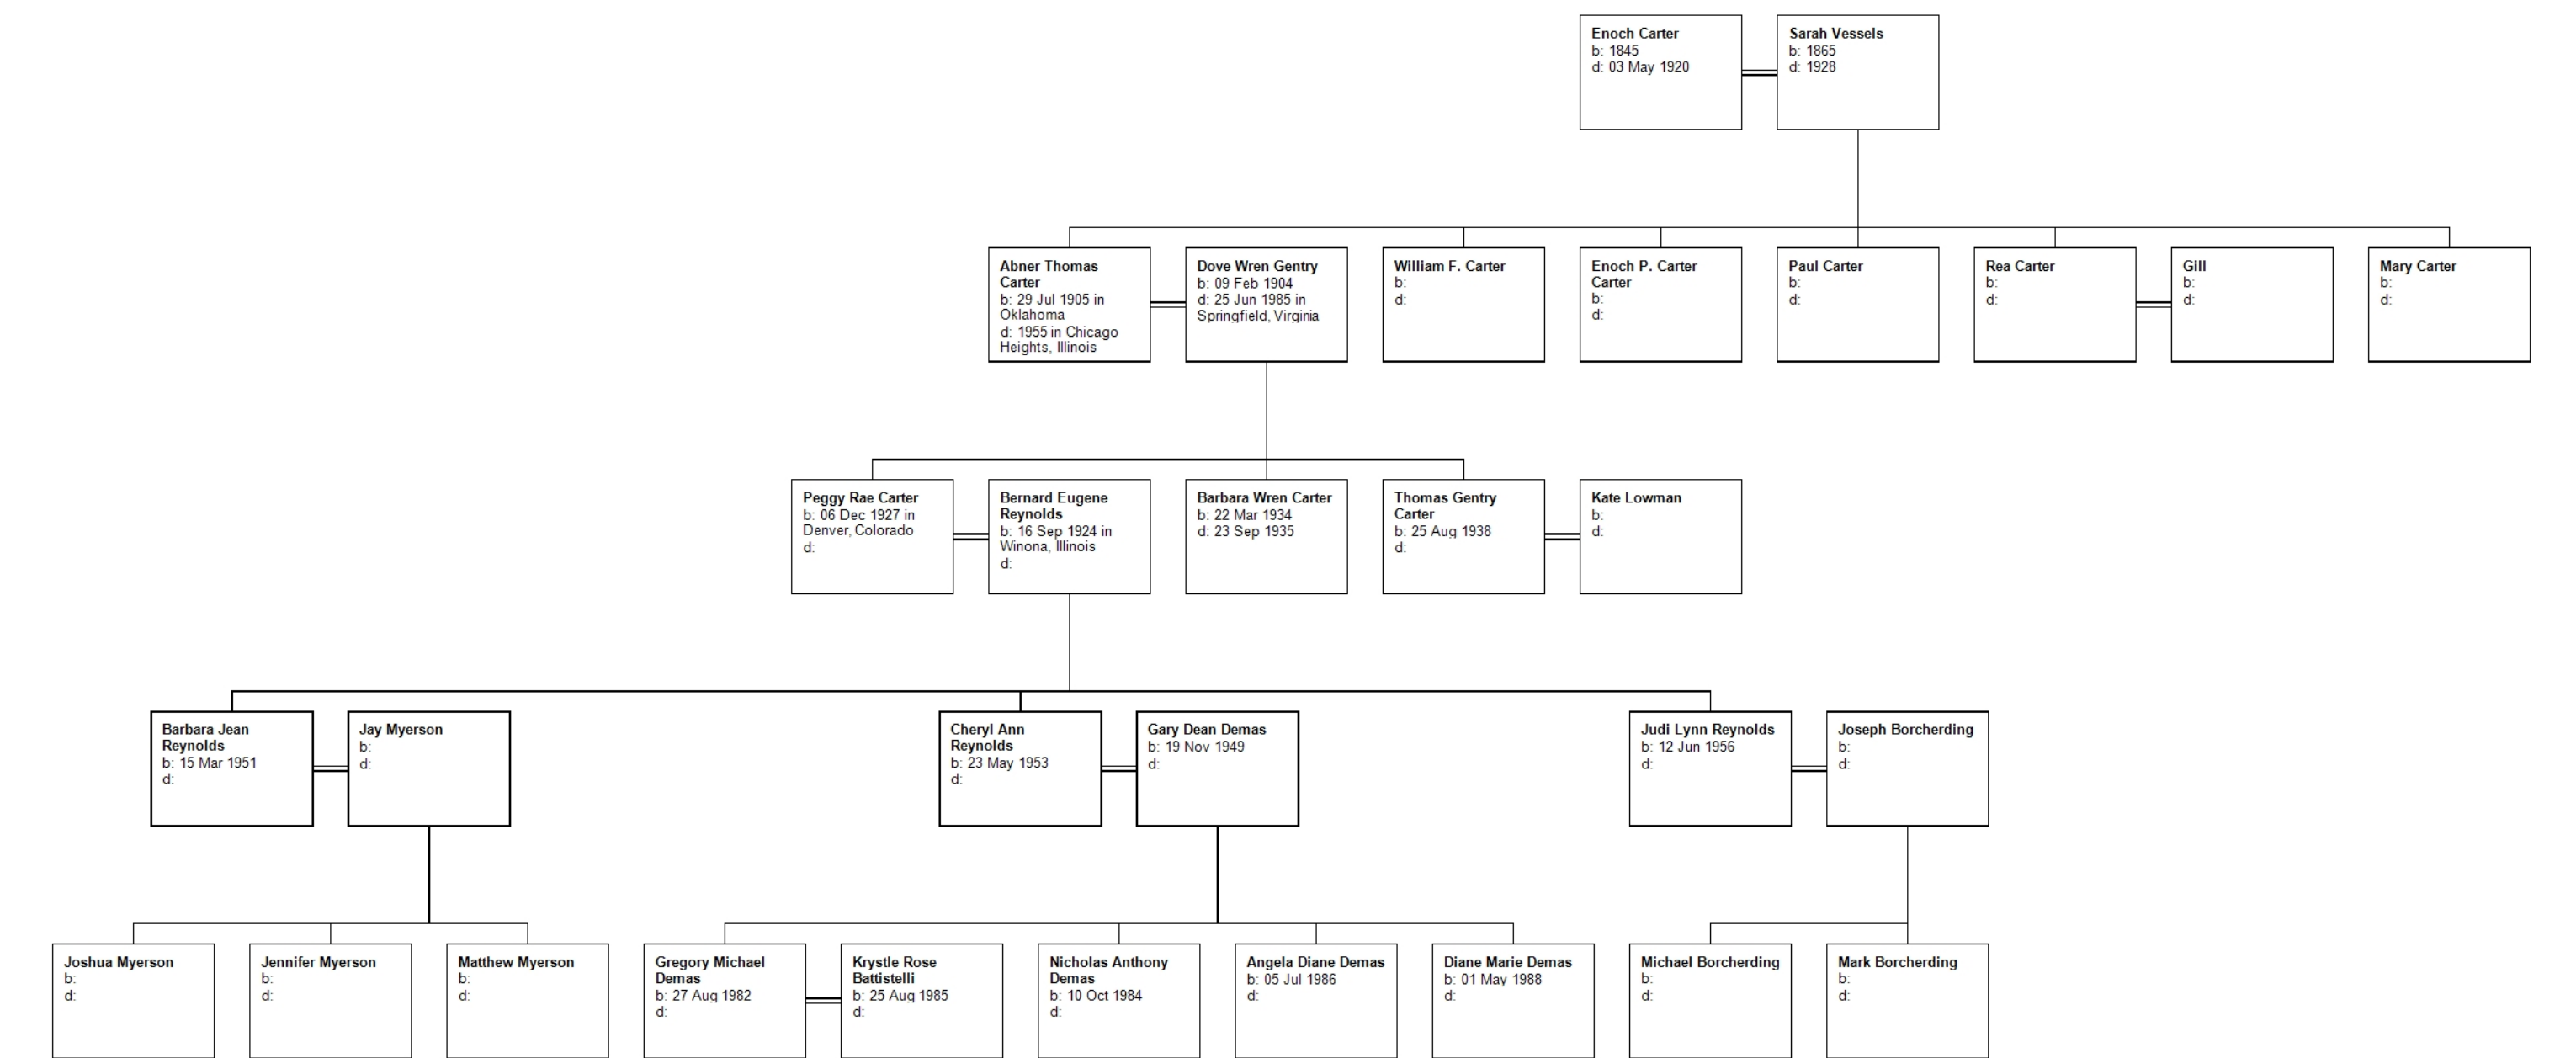 Enoch Carter
b: 1845
d: 03 May 1920
Sarah Vessels
b: 1865
d: 1928
Abner Thomas
Carter
b: 29 Jul 1905 in
Oklahoma
d: 1955 in Chicago
Heights, Illinois
Dove Wren Gentry
b: 09 Feb 1904
d: 25 Jun 1985 in
Springfield, Virginia
William F. Carter
b:
d:
Enoch P. Carter
Carter
b:
d:
Paul Carter
b:
d:
Rea Carter
b:
d:
Gill
b:
d:
Mary Carter
b:
d:
Peggy Rae Carter
b: 06 Dec 1927 in
Denver, Colorado
d:
Bernard Eugene
Reynolds
b: 16 Sep 1924 in
Winona, Illinois
d:
Barbara Wren Carter
b: 22 Mar 1934
d: 23 Sep 1935
Thomas Gentry
Carter
b: 25 Aug 1938
d:
Kate Lowman
b:
d:
Barbara Jean
Reynolds
b: 15 Mar 1951
d:
Jay Myerson
b:
d:
Cheryl Ann
Reynolds
b: 23 May 1953
d:
Gary Dean Demas
b: 19 Nov 1949
d:
Judi Lynn Reynolds
b: 12 Jun 1956
d:
Joseph Borcherding
b:
d:
Joshua Myerson
b:
d:
Jennifer Myerson
b:
d:
Matthew Myerson
b:
d:
Gregory Michael
Demas
b: 27 Aug 1982
d:
Krystle Rose
Battistelli
b: 25 Aug 1985
d:
Nicholas Anthony
Demas
b: 10 Oct 1984
d:
Angela Diane Demas
b: 05 Jul 1986
d:
Diane Marie Demas
b: 01 May 1988
d:
Michael Borcherding
b:
d:
Mark Borcherding
b:
d: